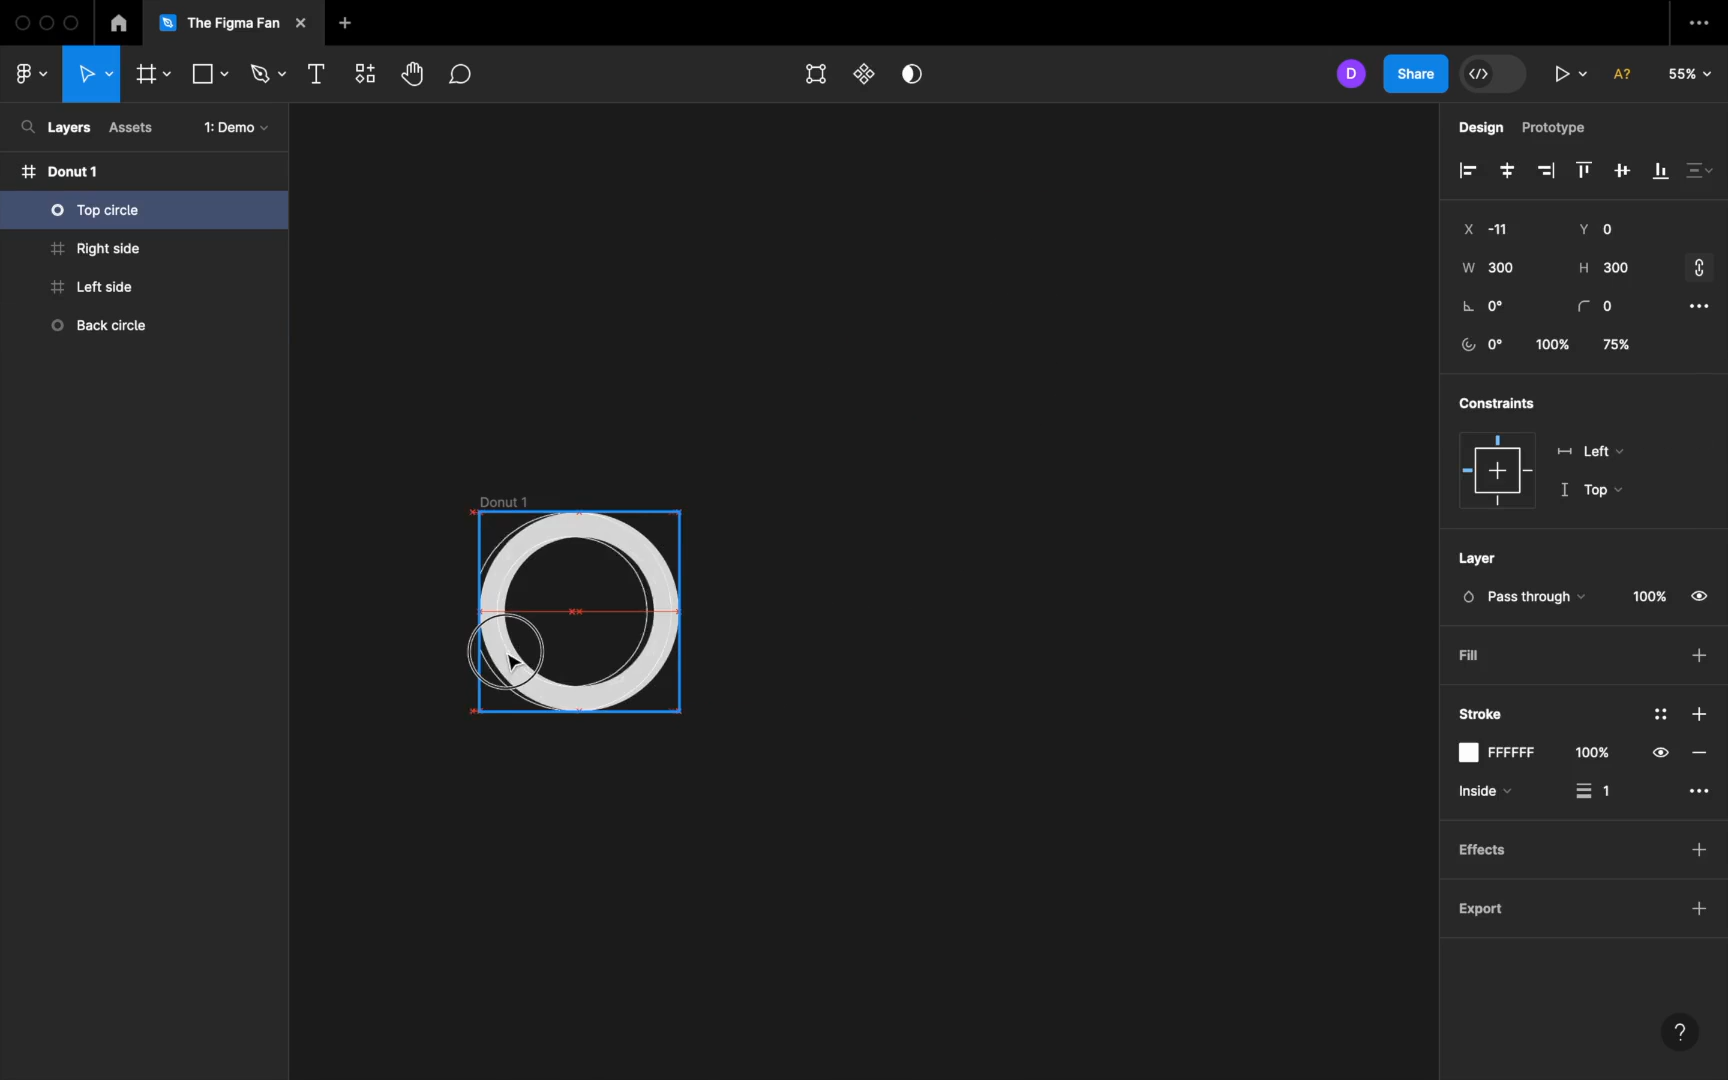 The Figma Fan
D
Share
A?
55%
Layers
Assets
1: Demo
Design
Prototype
Donut 1
Top circle
Right side
Left side
Back circle
X -11
Y 0
W 300
H 300
0°
0
0°
100%
75%
Constraints
Left
Top
Layer
Pass through
100%
Fill
Stroke
FFFFFF
100%
Inside
1
Effects
Export
Donut 1
?